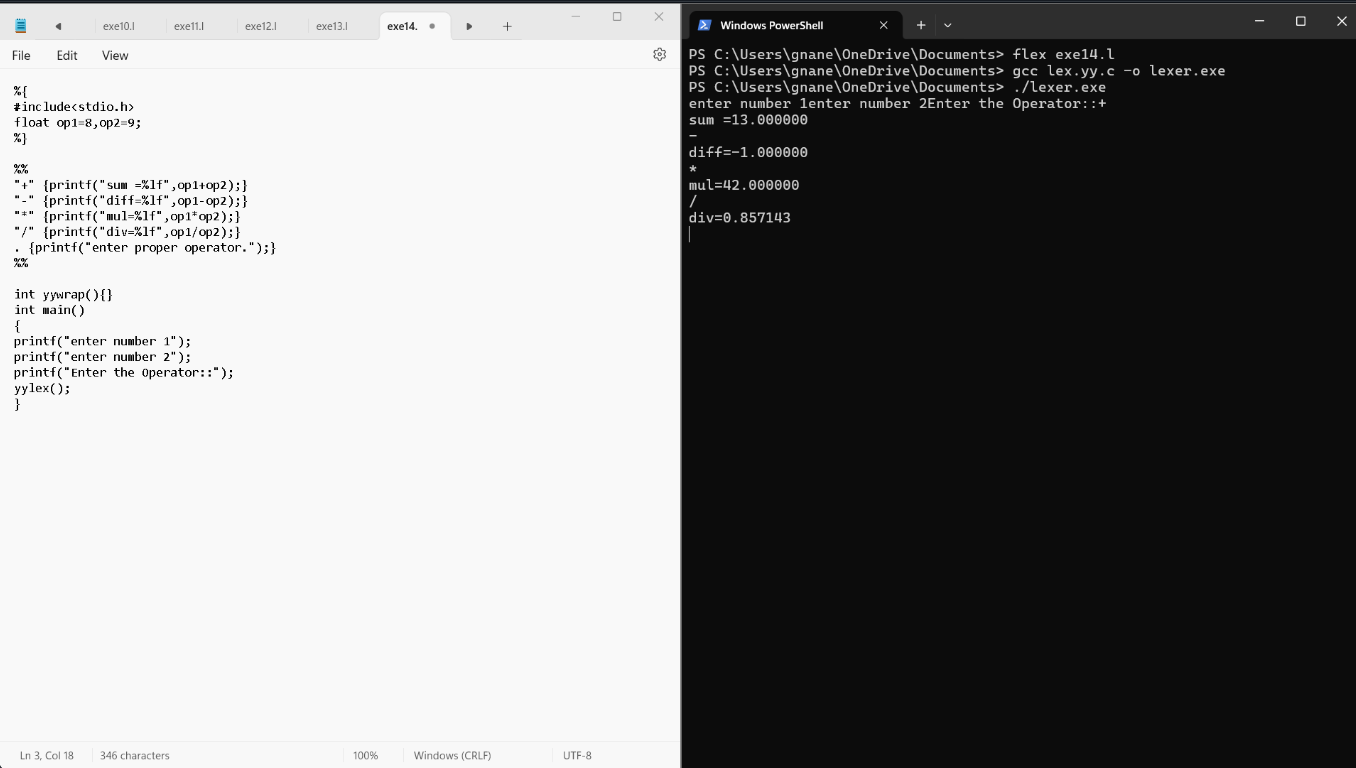 exe10.l exe11.l exe12.l exe13.l exe14.
File Edit View
%{
#include<stdio.h>
float op1=8,op2=9;
%}
%%
"+" {printf("sum =%lf",op1+op2);}
"-" {printf("diff=%lf",op1-op2);}
"*" {printf("mul=%lf",op1*op2);}
"/" {printf("div=%lf",op1/op2);}
. {printf("enter proper operator.");}
%%
int yywrap(){}
int main()
{
printf("enter number 1");
printf("enter number 2");
printf("Enter the Operator::");
yylex();
}
Ln 3, Col 18 346 characters 100% Windows (CRLF) UTF-8
Windows PowerShell
PS C:\Users\gnane\OneDrive\Documents> flex exe14.l
PS C:\Users\gnane\OneDrive\Documents> gcc lex.yy.c -o lexer.exe
PS C:\Users\gnane\OneDrive\Documents> ./lexer.exe
enter number 1enter number 2Enter the Operator::+
sum =13.000000
-
diff=-1.000000
*
mul=42.000000
/
div=0.857143